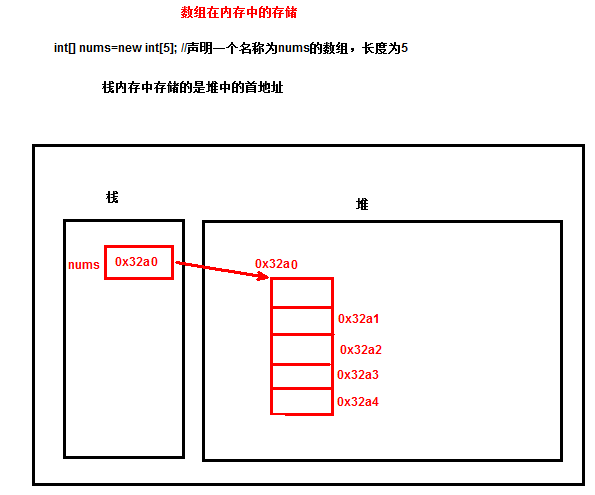 数组在内存中的存储
int[] nums=new int[5]; //声明一个名称为nums的数组，长度为5
栈内存中存储的是堆中的首地址
栈
堆
nums
0x32a0
0x32a0
0x32a1
0x32a2
0x32a3
0x32a4